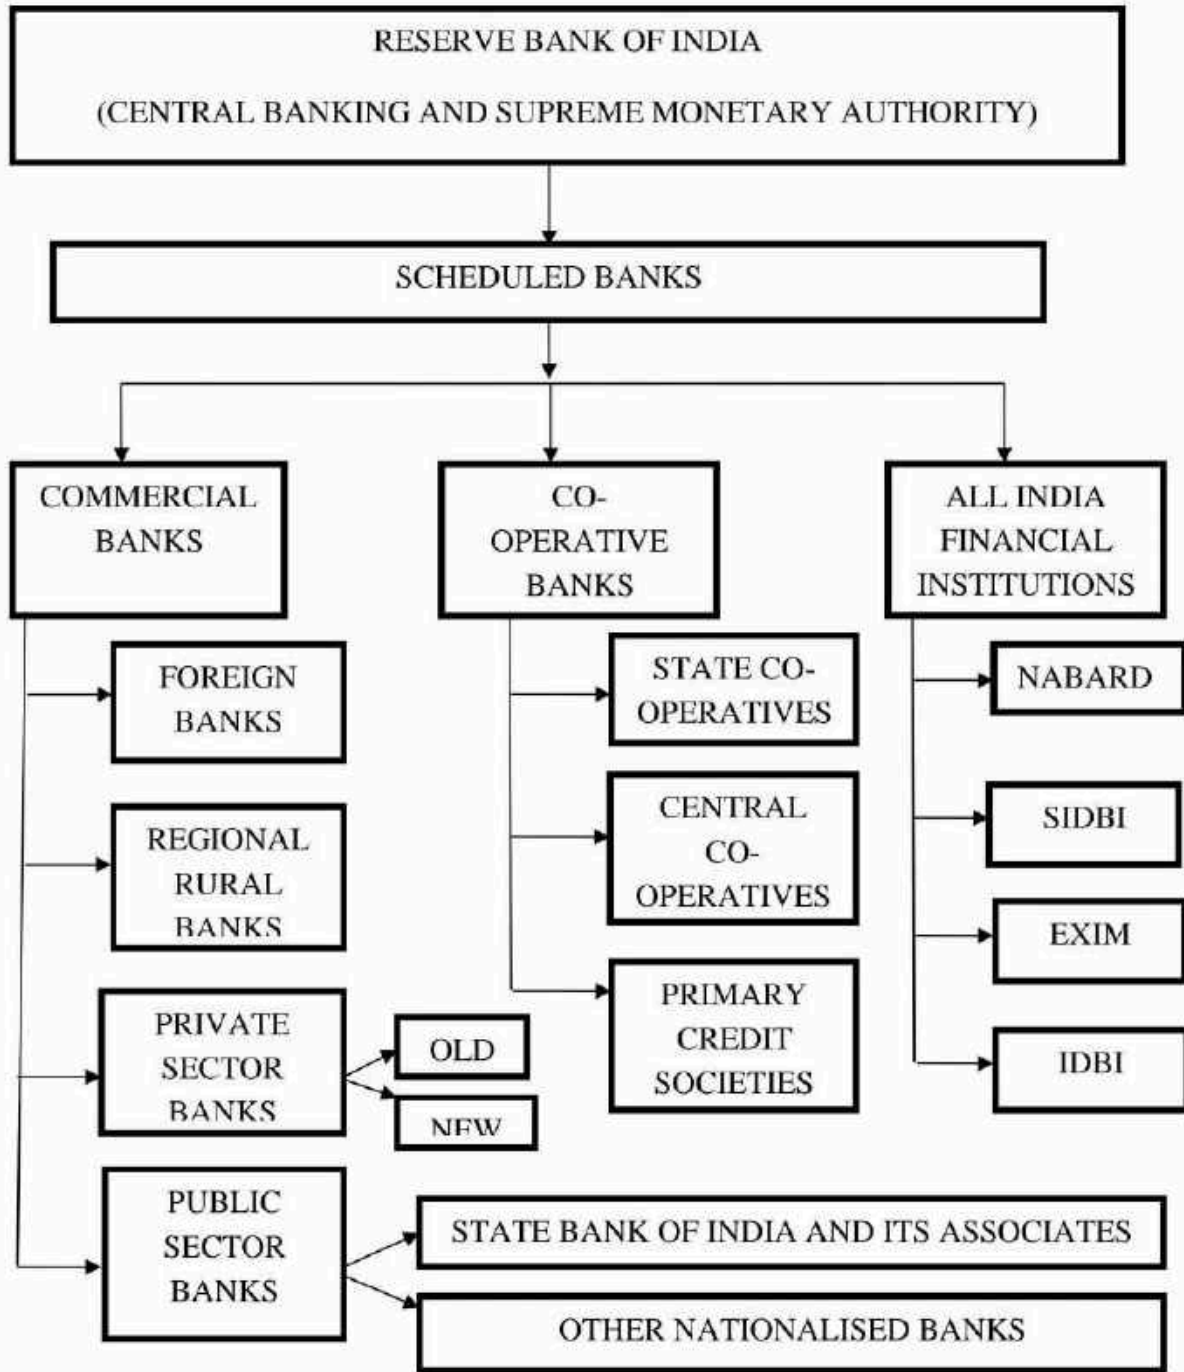 RESERVE BANK OF INDIA
(CENTRAL BANKING AND SUPREME MONETARY AUTHORITY)
SCHEDULED BANKS
COMMERCIAL
BANKS
CO-
OPERATIVE
BANKS
ALL INDIA
FINANCIAL
INSTITUTIONS
FOREIGN
BANKS
REGIONAL
RURAL
BANKS
PRIVATE
SECTOR
BANKS
OLD
NEW
PUBLIC
SECTOR
BANKS
STATE BANK OF INDIA AND ITS ASSOCIATES
OTHER NATIONALISED BANKS
STATE CO-
OPERATIVES
CENTRAL
CO-
OPERATIVES
PRIMARY
CREDIT
SOCIETIES
NABARD
SIDBI
EXIM
IDBI